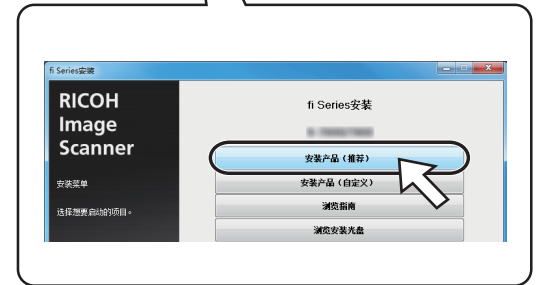 fi Series安装
RICOH
Image
Scanner
安装菜单
选择想要启动的项目。
fi Series安装
安装产品（推荐）
安装产品（自定义）
浏览指南
浏览安装光盘